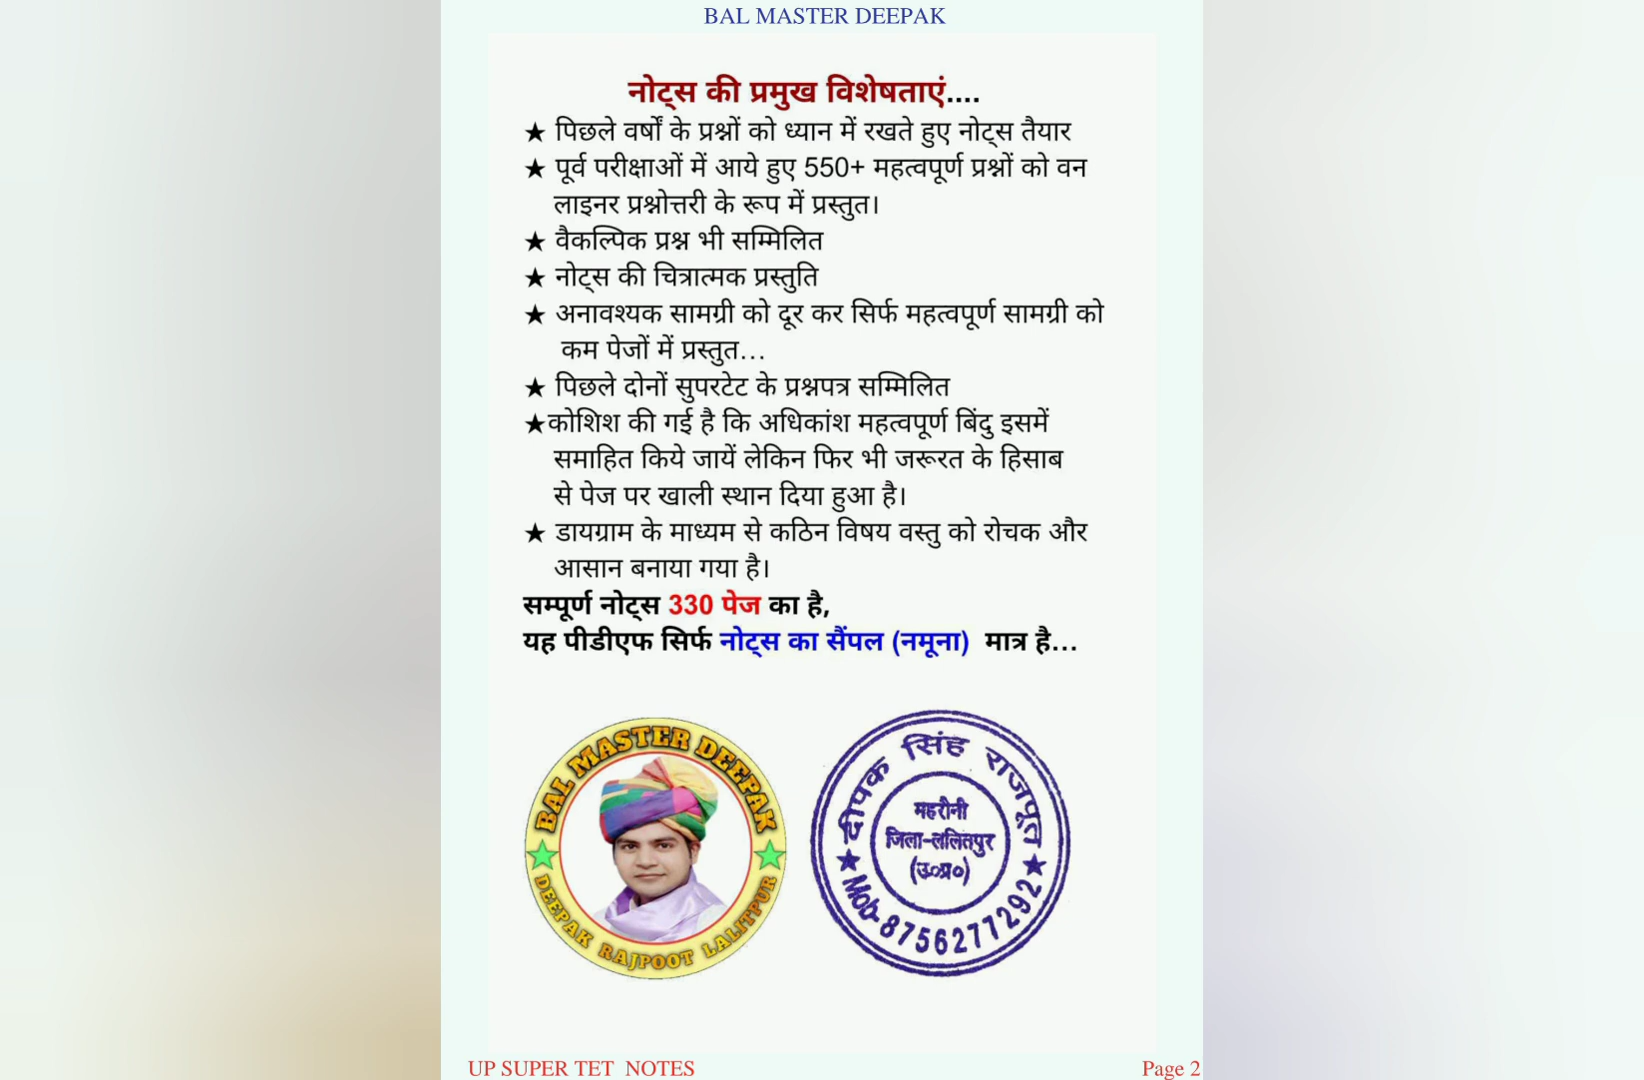 BAL MASTER DEEPAK
नोट्स की प्रमुख विशेषताएं....
★ पिछले वर्षों के प्रश्नों को ध्यान में रखते हुए नोट्स तैयार
★ पूर्व परीक्षाओं में आये हुए 550+ महत्वपूर्ण प्रश्नों को वन
लाइनर प्रश्नोत्तरी के रूप में प्रस्तुत।
★ वैकल्पिक प्रश्न भी सम्मिलित
★ नोट्स की चित्रात्मक प्रस्तुति
★ अनावश्यक सामग्री को दूर कर सिर्फ महत्वपूर्ण सामग्री को
कम पेजों में प्रस्तुत...
★ पिछले दोनों सुपरटेट के प्रश्नपत्र सम्मिलित
★कोशिश की गई है कि अधिकांश महत्वपूर्ण बिंदु इसमें
समाहित किये जायें लेकिन फिर भी जरूरत के हिसाब
से पेज पर खाली स्थान दिया हुआ है।
★ डायग्राम के माध्यम से कठिन विषय वस्तु को रोचक और
आसान बनाया गया है।
सम्पूर्ण नोट्स 330 पेज का है,
यह पीडीएफ सिर्फ नोट्स का सैंपल (नमूना) मात्र है...
BAL MASTER DEEPAK
DEEPAK RAJPOOT LALITPUR
दीपक सिंह राजपूत
महरौनी
जिला-ललितपुर
(उ०प्र०)
★ Mob-8756277292 ★
UP SUPER TET NOTES
Page 2